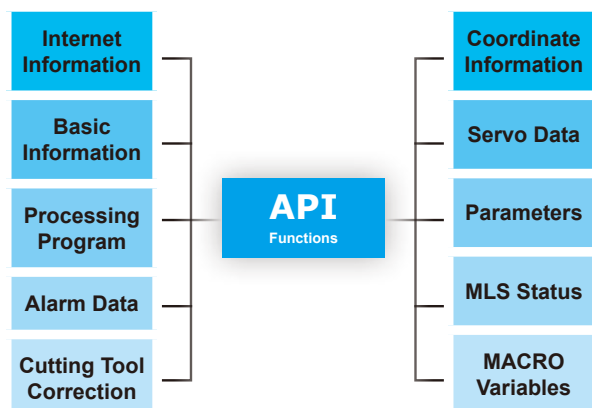 Internet
Information
Basic
Information
Processing
Program
Alarm Data
Cutting Tool
Correction
API
Functions
Coordinate
Information
Servo Data
Parameters
MLS Status
MACRO
Variables